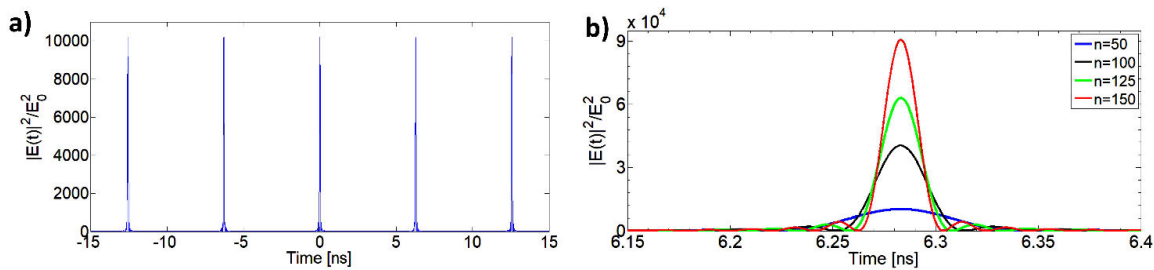 a)
|E(t)|²/E₀²
10000
8000
6000
4000
2000
0
-15 -10 -5 0 5 10 15
Time [ns]
b)
x 10⁴
|E(t)|²/E₀²
9
6
3
0
6.15 6.2 6.25 6.3 6.35 6.4
Time [ns]
n=50
n=100
n=125
n=150